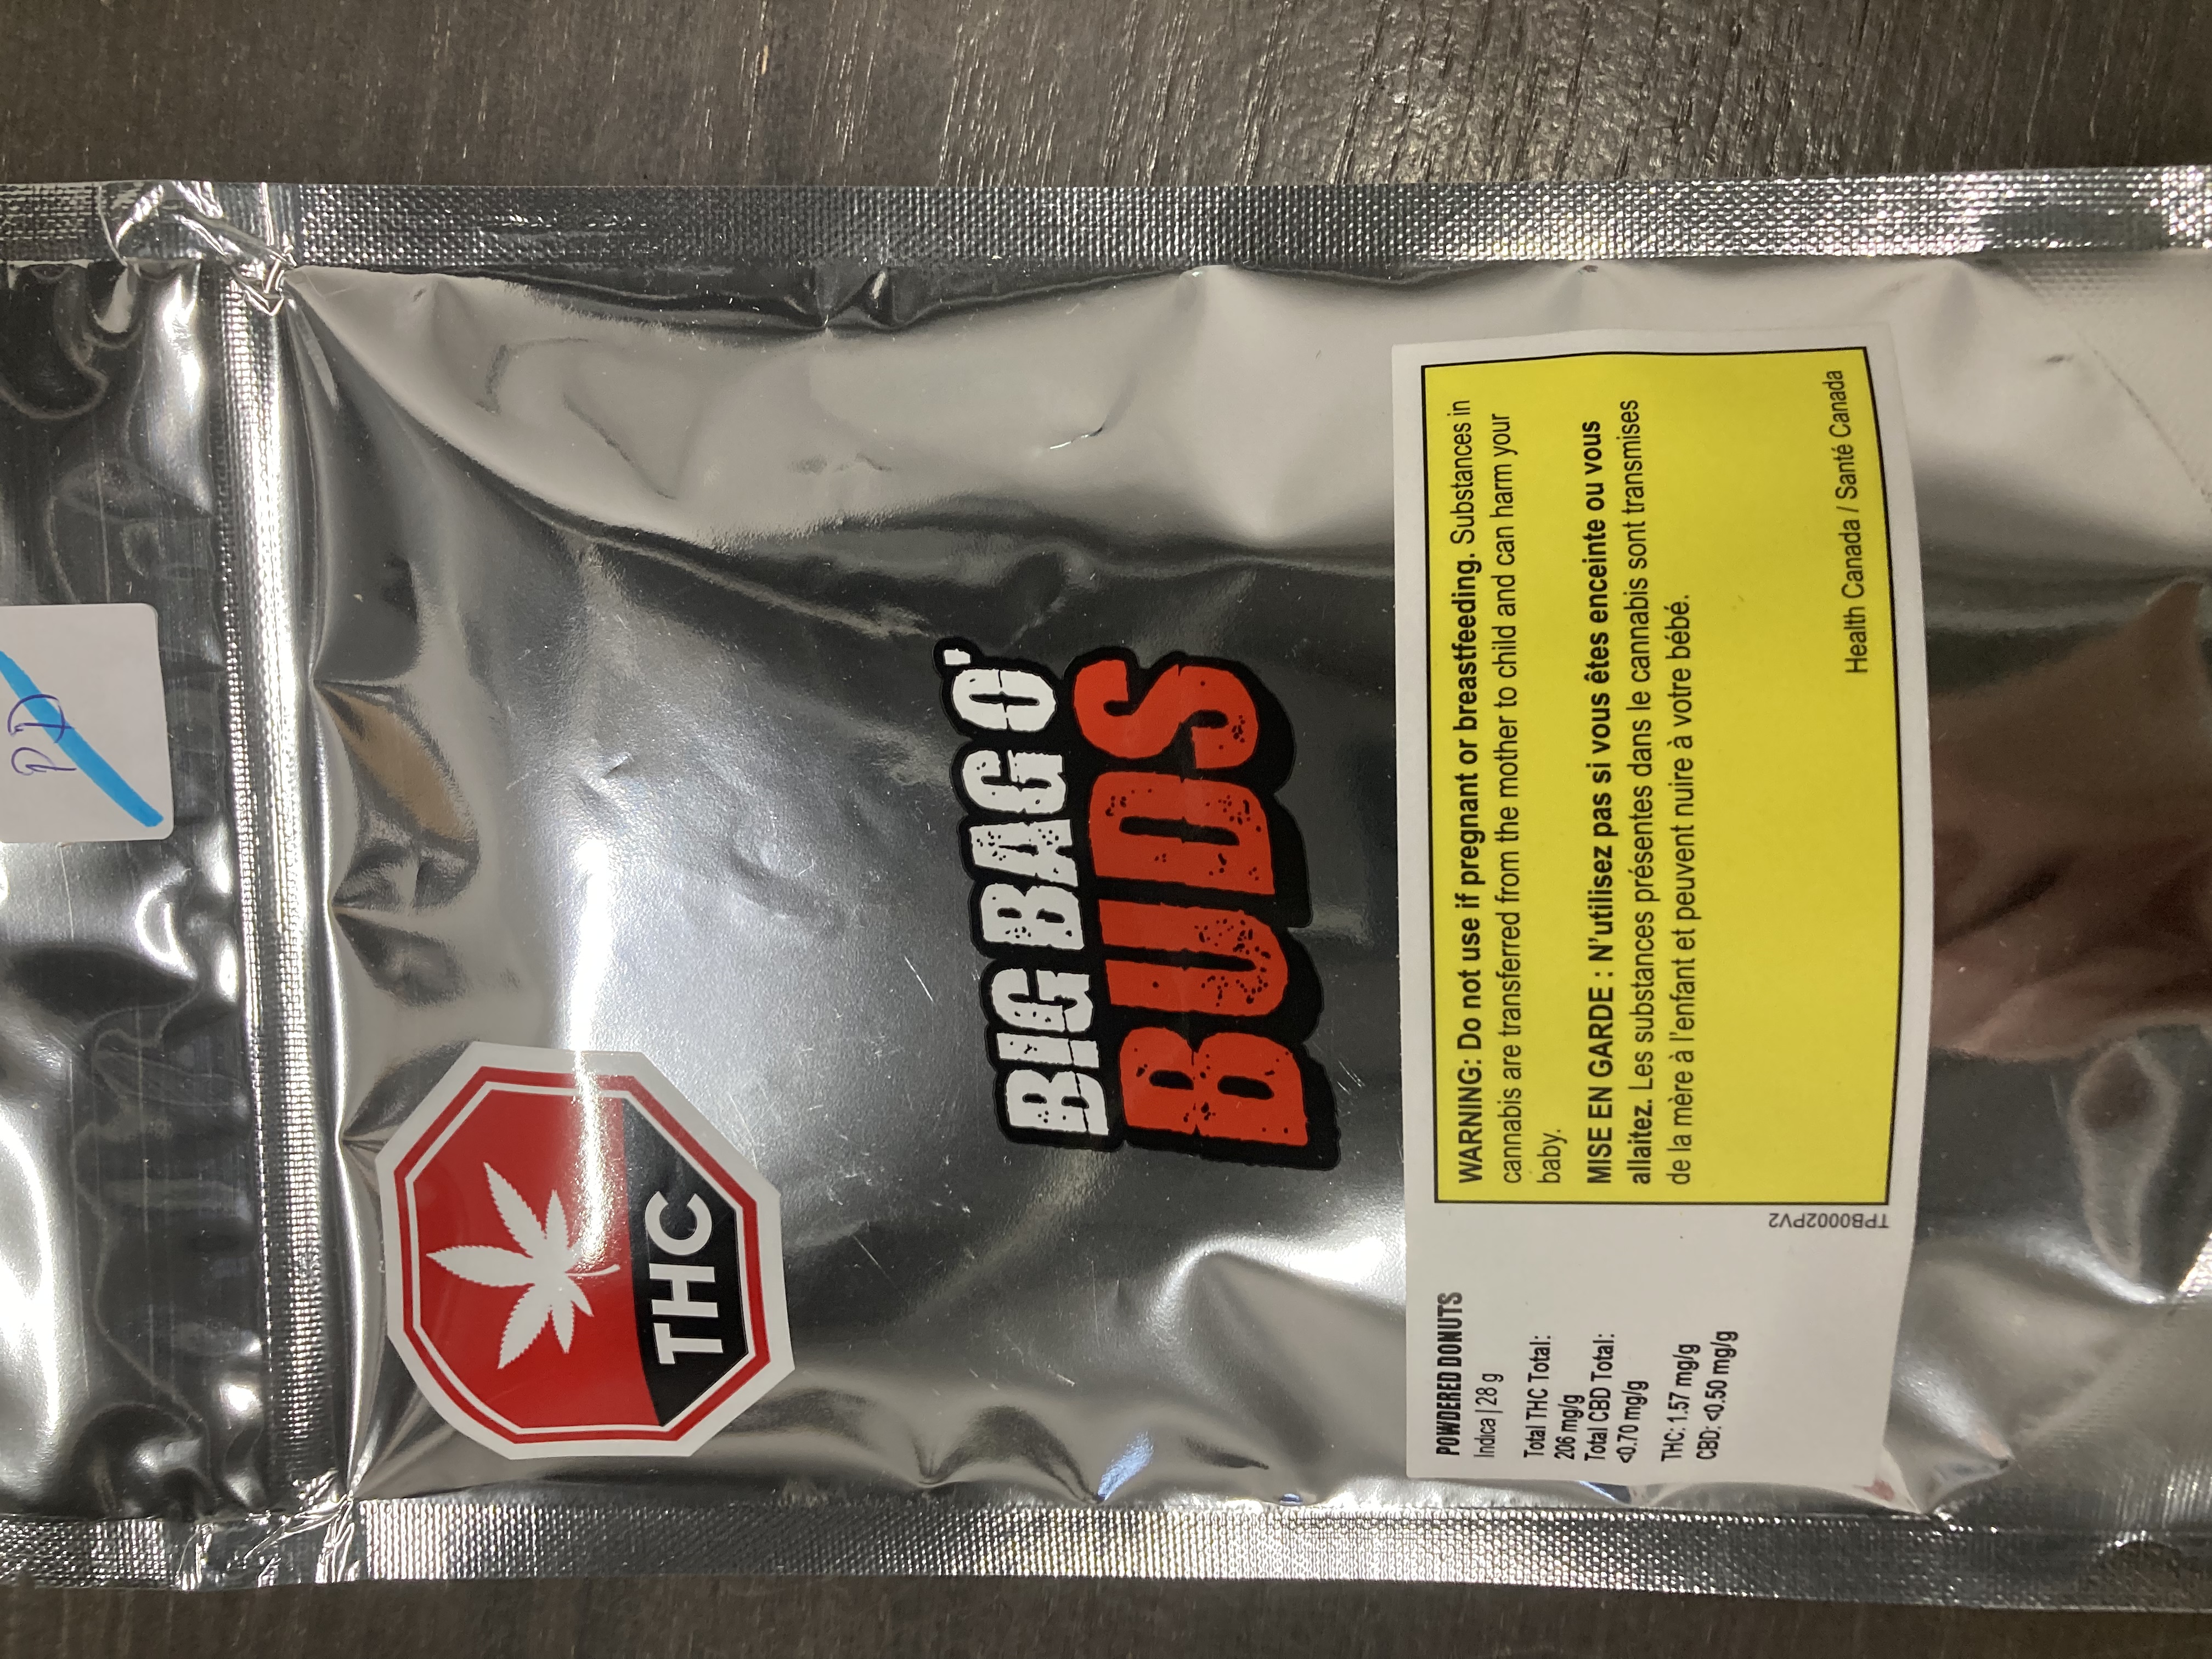 PD
THC
BIG BAG O'
BUDS
POWDERED DONUTS
Indica | 28 g
Total THC Total:
206 mg/g
Total CBD Total:
<0.70 mg/g
THC: 1.57 mg/g
CBD: <0.50 mg/g
TPB0002PV2
WARNING: Do not use if pregnant or breastfeeding. Substances in
cannabis are transferred from the mother to child and can harm your
baby.
MISE EN GARDE : N’utilisez pas si vous êtes enceinte ou vous
allaitez. Les substances présentes dans le cannabis sont transmises
de la mère à l’enfant et peuvent nuire à votre bébé.
Health Canada / Santé Canada